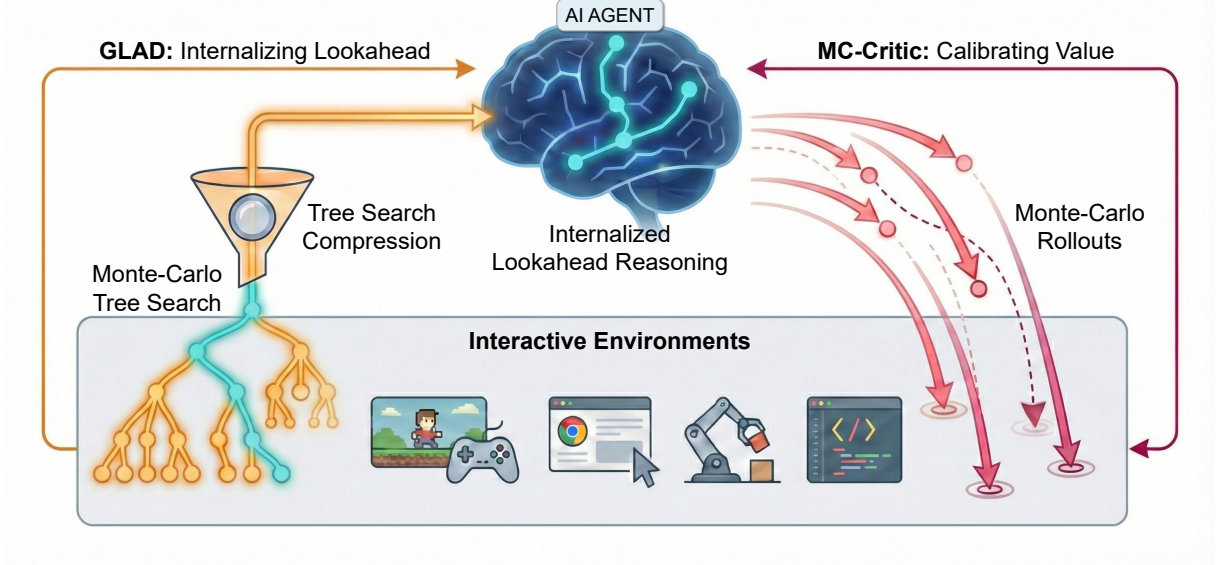 AI AGENT
GLAD: Internalizing Lookahead
MC-Critic: Calibrating Value
Tree Search
Compression
Internalized
Lookahead Reasoning
Monte-Carlo
Rollouts
Monte-Carlo
Tree Search
Interactive Environments
<//>